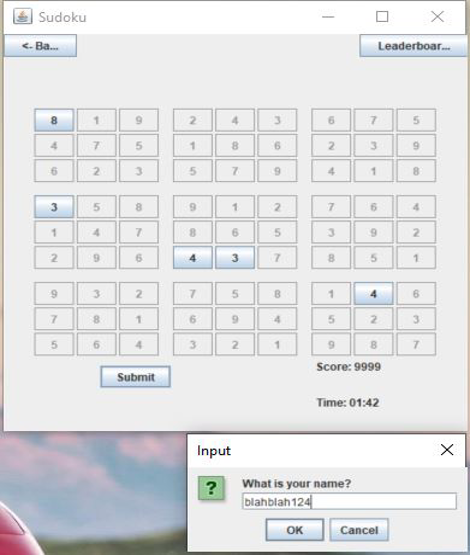 Sudoku
<- Ba... Leaderboar...
8 1 9 2 4 3 6 7 5
4 7 5 1 8 6 2 3 9
6 2 3 5 7 9 4 1 8
3 5 8 9 1 2 7 6 4
1 4 7 8 6 5 3 9 2
2 9 6 4 3 7 8 5 1
9 3 2 7 5 8 1 4 6
7 8 1 6 9 4 5 2 3
5 6 4 3 2 1 9 8 7
Submit
Score: 9999
Time: 01:42
Input
What is your name?
blahblah124
OK Cancel